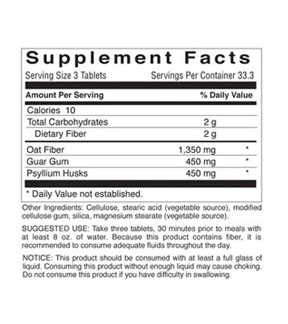 Supplement Facts
Serving Size 3 Tablets Servings Per Container 33.3
Amount Per Serving % Daily Value
Calories 10
Total Carbohydrates 2 g
Dietary Fiber 2 g
Oat Fiber 1,350 mg *
Guar Gum 450 mg *
Psyllium Husks 450 mg *
* Daily Value not established.
Other Ingredients: Cellulose, stearic acid (vegetable source), modified
cellulose gum, silica, magnesium stearate (vegetable source).
SUGGESTED USE: Take three tablets, 30 minutes prior to meals with
at least 8 oz. of water. Because this product contains fiber, it is
recommended to consume adequate fluids throughout the day.
NOTICE: This product should be consumed with at least a full glass of
liquid. Consuming this product without enough liquid may cause choking.
Do not consume this product if you have difficulty in swallowing.